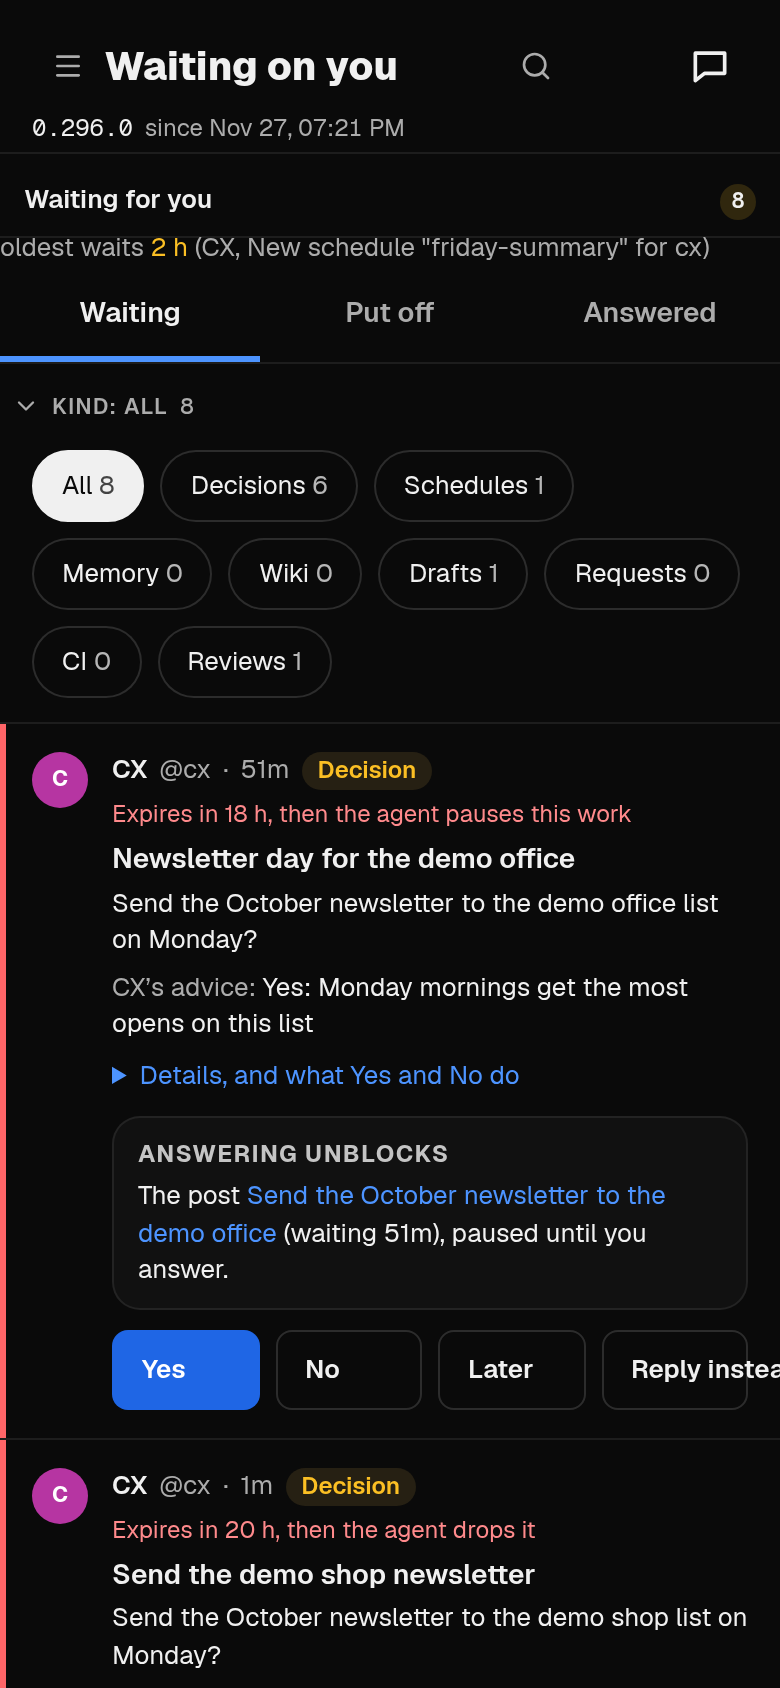 Waiting on you
0.296.0 since Nov 27, 07:21 PM
Waiting for you 8
oldest waits 2 h (CX, New schedule "friday-summary" for cx)
Waiting Put off Answered
KIND: ALL 8
All 8 Decisions 6 Schedules 1
Memory 0 Wiki 0 Drafts 1 Requests 0
CI 0 Reviews 1
C CX @cx · 51m Decision
Expires in 18 h, then the agent pauses this work
Newsletter day for the demo office
Send the October newsletter to the demo office list
on Monday?
CX’s advice: Yes: Monday mornings get the most
opens on this list
Details, and what Yes and No do
ANSWERING UNBLOCKS
The post Send the October newsletter to the
demo office (waiting 51m), paused until you
answer.
Yes No Later Reply instea
C CX @cx · 1m Decision
Expires in 20 h, then the agent drops it
Send the demo shop newsletter
Send the October newsletter to the demo shop list on
Monday?